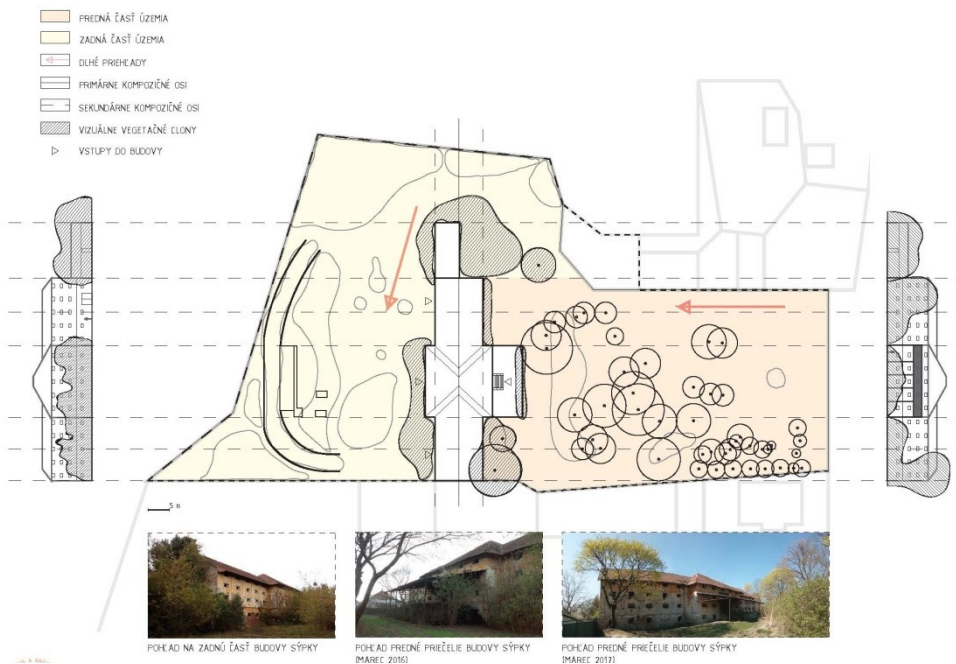 PREDNÁ ČASŤ ÚZEMIA
ZADNÁ ČASŤ ÚZEMIA
DLHÉ PRIEHĽADY
PRIMÁRNE KOMPOZIČNÉ OSI
SEKUNDÁRNE KOMPOZIČNÉ OSI
VIZUÁLNE VEGETAČNÉ CLONY
VSTUPY DO BUDOVY
5 m
POHĽAD NA ZADNÚ ČASŤ BUDOVY SÝPKY
POHĽAD PREDNÉ PRIEČELIE BUDOVY SÝPKY
(MAREC 2016)
POHĽAD PREDNÉ PRIEČELIE BUDOVY SÝPKY
(MAREC 2017)